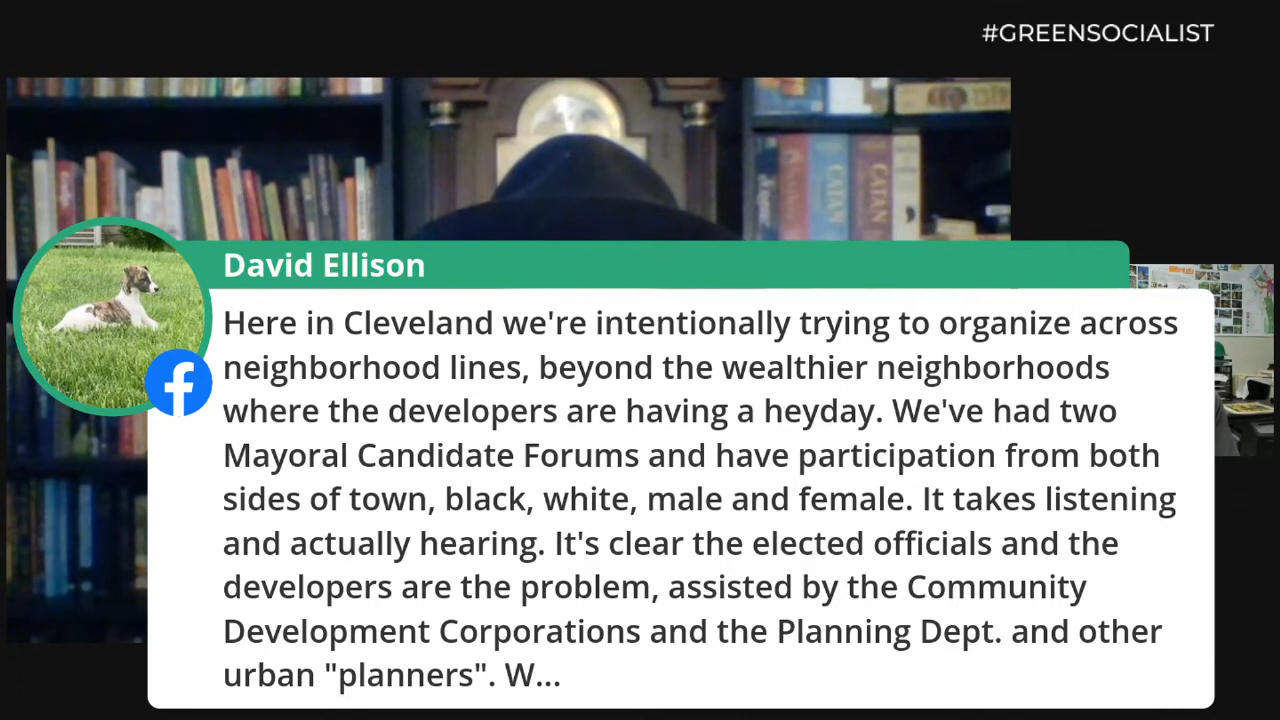 #GREENSOCIALIST
CATAN
CATAN
David Ellison
Here in Cleveland we're intentionally trying to organize across
neighborhood lines, beyond the wealthier neighborhoods
where the developers are having a heyday. We've had two
Mayoral Candidate Forums and have participation from both
sides of town, black, white, male and female. It takes listening
and actually hearing. It's clear the elected officials and the
developers are the problem, assisted by the Community
Development Corporations and the Planning Dept. and other
urban "planners". W...